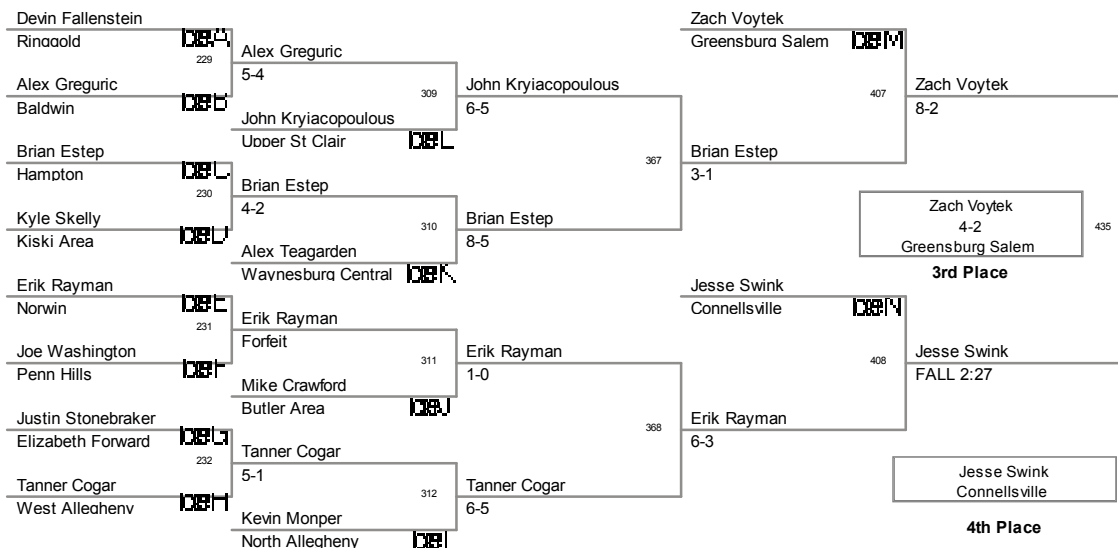 Devin Fallenstein
Ringgold
229
Alex Greguric
Baldwin
Brian Estep
Hampton
230
Kyle Skelly
Kiski Area
Erik Rayman
Norwin
231
Joe Washington
Penn Hills
Justin Stonebraker
Elizabeth Forward
232
Tanner Cogar
West Allegheny
Alex Greguric
5-4
309
John Kryiacopoulous
Upper St Clair
Brian Estep
4-2
310
Alex Teagarden
Waynesburg Central
Erik Rayman
Forfeit
311
Mike Crawford
Butler Area
Tanner Cogar
5-1
312
Kevin Monper
North Allegheny
John Kryiacopoulous
6-5
367
Brian Estep
8-5
Erik Rayman
1-0
368
Tanner Cogar
6-5
Zach Voytek
Greensburg Salem
407
Brian Estep
3-1
Jesse Swink
Connellsville
408
Erik Rayman
6-3
Zach Voytek
8-2
Zach Voytek
4-2
Greensburg Salem
435
3rd Place
Jesse Swink
FALL 2:27
Jesse Swink
Connellsville
4th Place